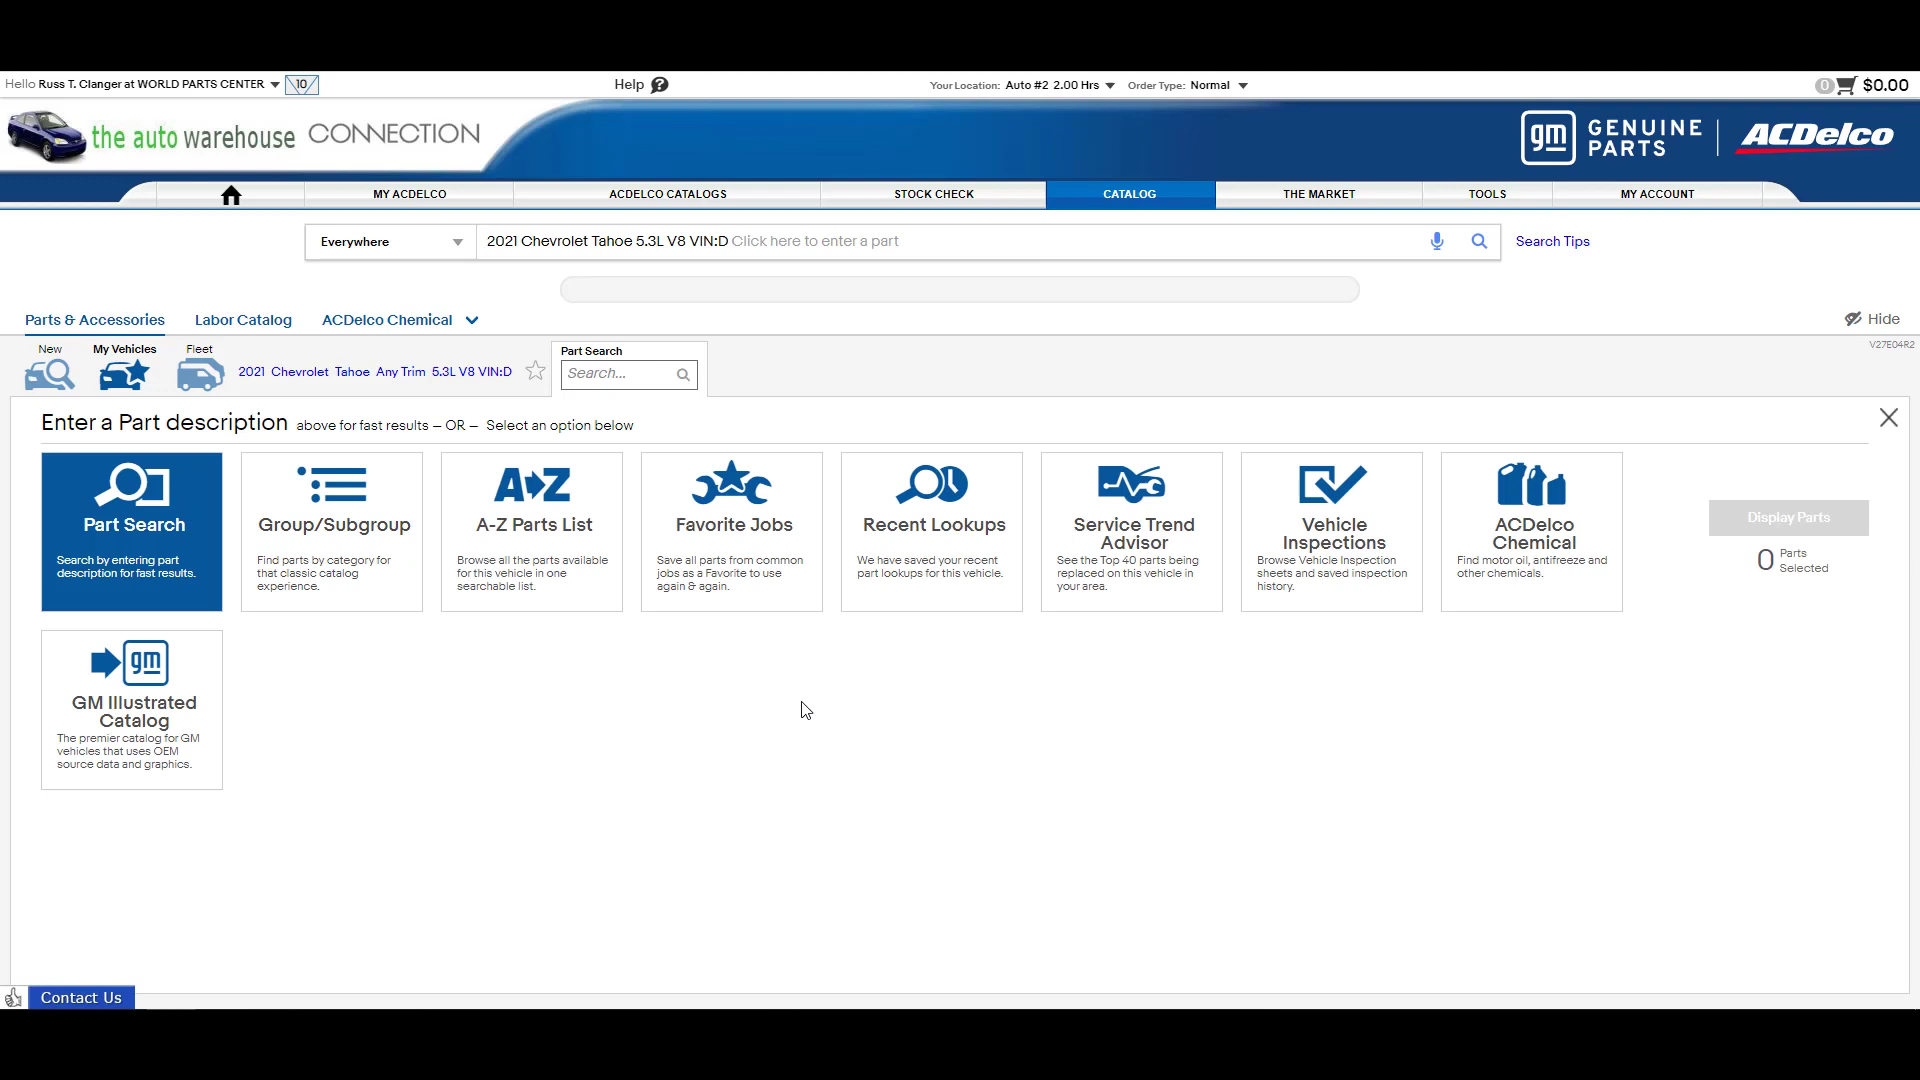 Hello Russ T. Clanger at WORLD PARTS CENTER 10 Help ? Your Location: Auto #2 2.00 Hrs Order Type: Normal 0 $0.00
the auto warehouse CONNECTION gm GENUINE PARTS ACDelco
MY ACDELCO ACDELCO CATALOGS STOCK CHECK CATALOG THE MARKET TOOLS MY ACCOUNT
Everywhere 2021 Chevrolet Tahoe 5.3L V8 VIN:D Click here to enter a part Search Tips
Parts & Accessories Labor Catalog ACDelco Chemical Hide
New My Vehicles Fleet Part Search V27E04R2
2021 Chevrolet Tahoe Any Trim 5.3L V8 VIN:D Search...
Enter a Part description above for fast results – OR – Select an option below
Part Search
Search by entering part
description for fast results.
Group/Subgroup
Find parts by category for
that classic catalog
experience.
A-Z
A-Z Parts List
Browse all the parts available
for this vehicle in one
searchable list.
Favorite Jobs
Save all parts from common
jobs as a Favorite to use
again & again.
Recent Lookups
We have saved your recent
part lookups for this vehicle.
Service Trend
Advisor
See the Top 40 parts being
replaced on this vehicle in
your area.
Vehicle
Inspections
Browse Vehicle Inspection
sheets and saved inspection
history.
ACDelco
Chemical
Find motor oil, antifreeze and
other chemicals.
Display Parts
0 Parts
Selected
gm
GM Illustrated
Catalog
The premier catalog for GM
vehicles that uses OEM
source data and graphics.
Contact Us